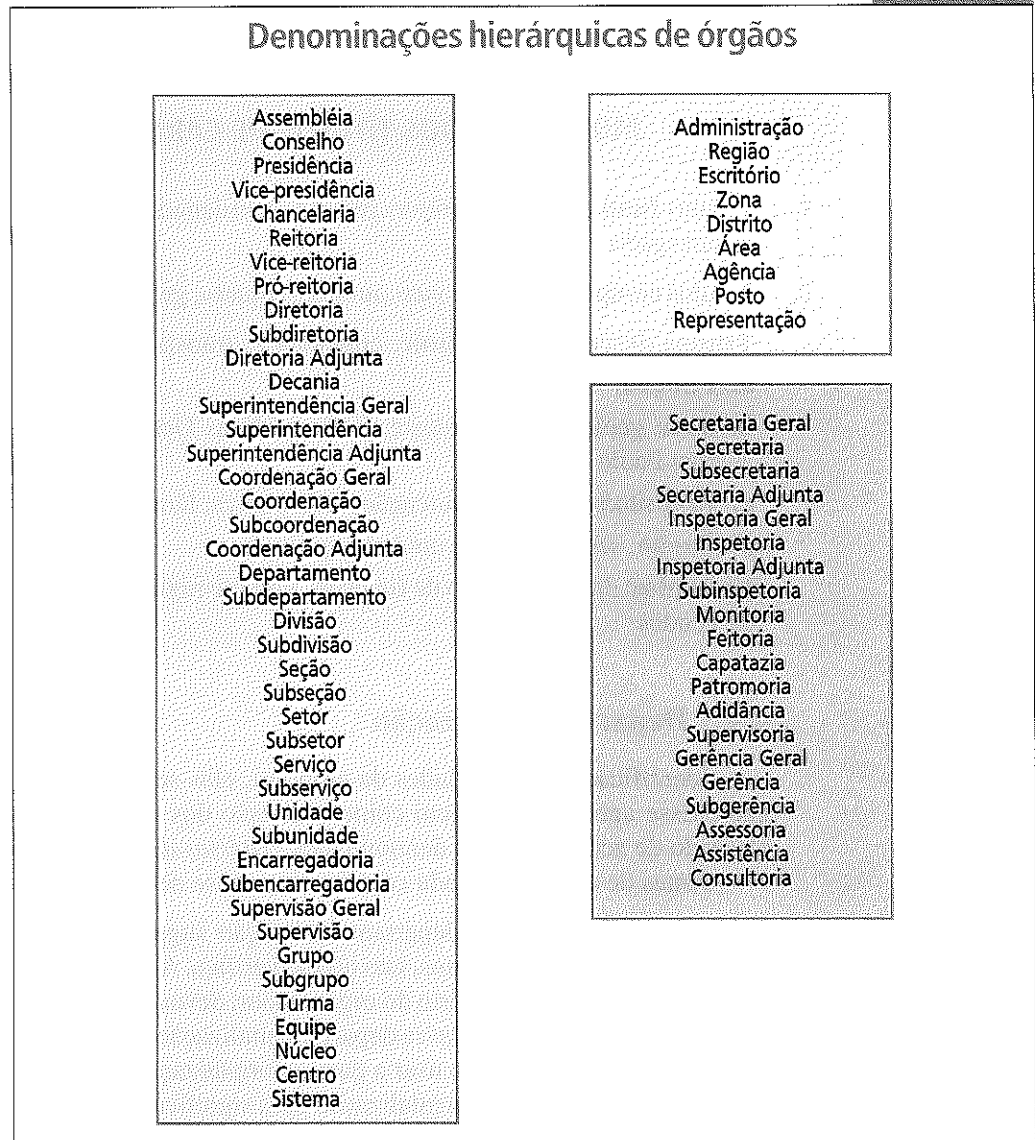 Denominações hierárquicas de órgãos
Assembléia
Conselho
Presidência
Vice-presidência
Chancelaria
Reitoria
Vice-reitoria
Pró-reitoria
Diretoria
Subdiretoria
Diretoria Adjunta
Decania
Superintendência Geral
Superintendência
Superintendência Adjunta
Coordenação Geral
Coordenação
Subcoordenação
Coordenação Adjunta
Departamento
Subdepartamento
Divisão
Subdivisão
Seção
Subseção
Setor
Subsetor
Serviço
Subserviço
Unidade
Subunidade
Encarregadoria
Subencarregadoria
Supervisão Geral
Supervisão
Grupo
Subgrupo
Turma
Equipe
Núcleo
Centro
Sistema
Administração
Região
Escritório
Zona
Distrito
Área
Agência
Posto
Representação
Secretaria Geral
Secretaria
Subsecretaria
Secretaria Adjunta
Inspetoria Geral
Inspetoria
Inspetoria Adjunta
Subinspetoria
Monitoria
Feitoria
Capatazia
Patromoria
Adidância
Supervisoria
Gerência Geral
Gerência
Subgerência
Assessoria
Assistência
Consultoria